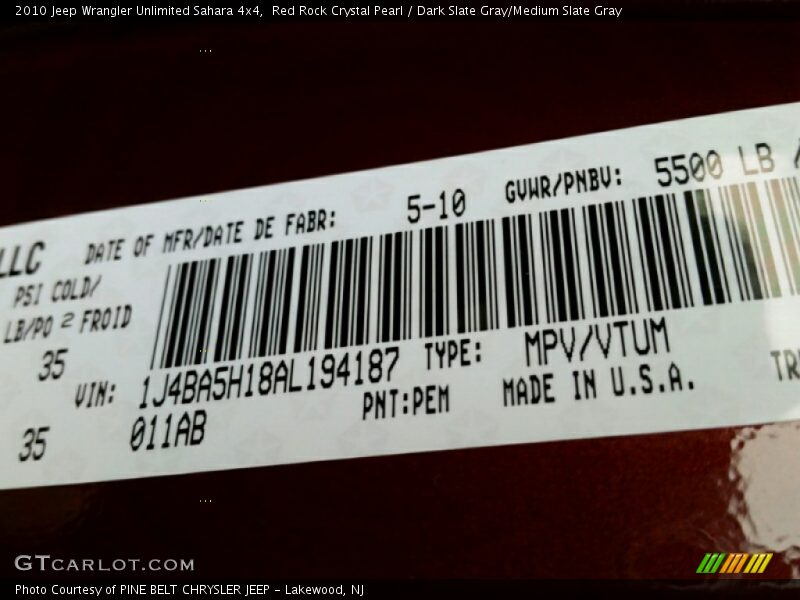 2010 Jeep Wrangler Unlimited Sahara 4x4, Red Rock Crystal Pearl / Dark Slate Gray/Medium Slate Gray
...
LLC DATE OF MFR/DATE DE FABR: 5-10 GVWR/PNBV: 5500 LB /
PSI COLD/
LB/PO 2 FROID
35
VIN: 1J4BA5H18AL194187 TYPE: MPV/VTUM
35 011AB PNT:PEM MADE IN U.S.A. TR
...
GTCARLOT.COM
Photo Courtesy of PINE BELT CHRYSLER JEEP - Lakewood, NJ